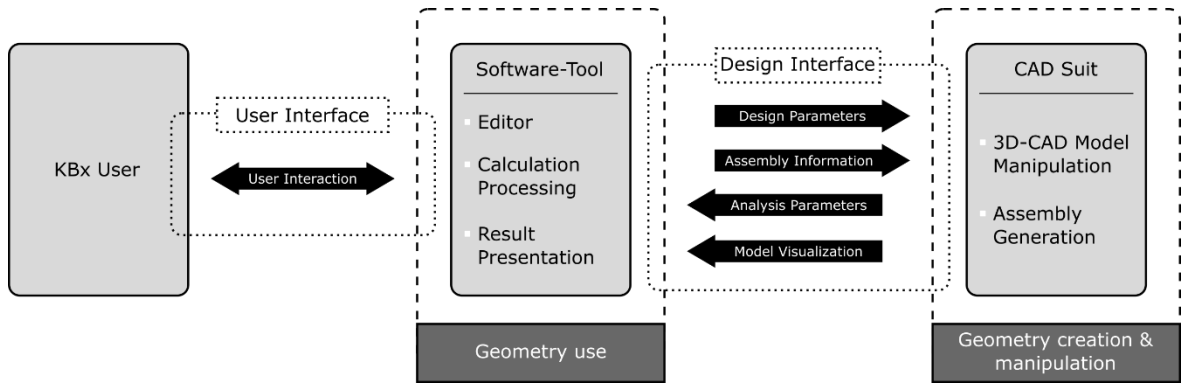 KBx User
User Interface
User Interaction
Software-Tool
Editor
Calculation
Processing
Result
Presentation
Geometry use
Design Interface
Design Parameters
Assembly Information
Analysis Parameters
Model Visualization
CAD Suit
3D-CAD Model
Manipulation
Assembly
Generation
Geometry creation &
manipulation